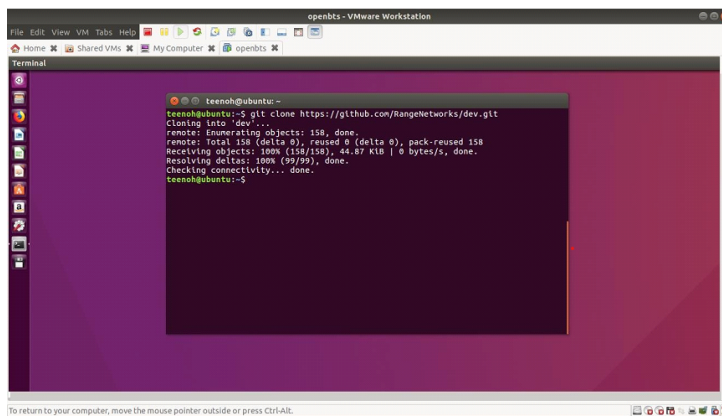 openbts - VMware Workstation
File Edit View VM Tabs Help
Home Shared VMs My Computer openbts
Terminal
teenoh@ubuntu: ~
teenoh@ubuntu:~$ git clone https://github.com/RangeNetworks/dev.git
Cloning into 'dev'...
remote: Enumerating objects: 158, done.
remote: Total 158 (delta 0), reused 0 (delta 0), pack-reused 158
Receiving objects: 100% (158/158), 44.87 KiB | 0 bytes/s, done.
Resolving deltas: 100% (99/99), done.
Checking connectivity... done.
teenoh@ubuntu:~$
To return to your computer, move the mouse pointer outside or press Ctrl-Alt.